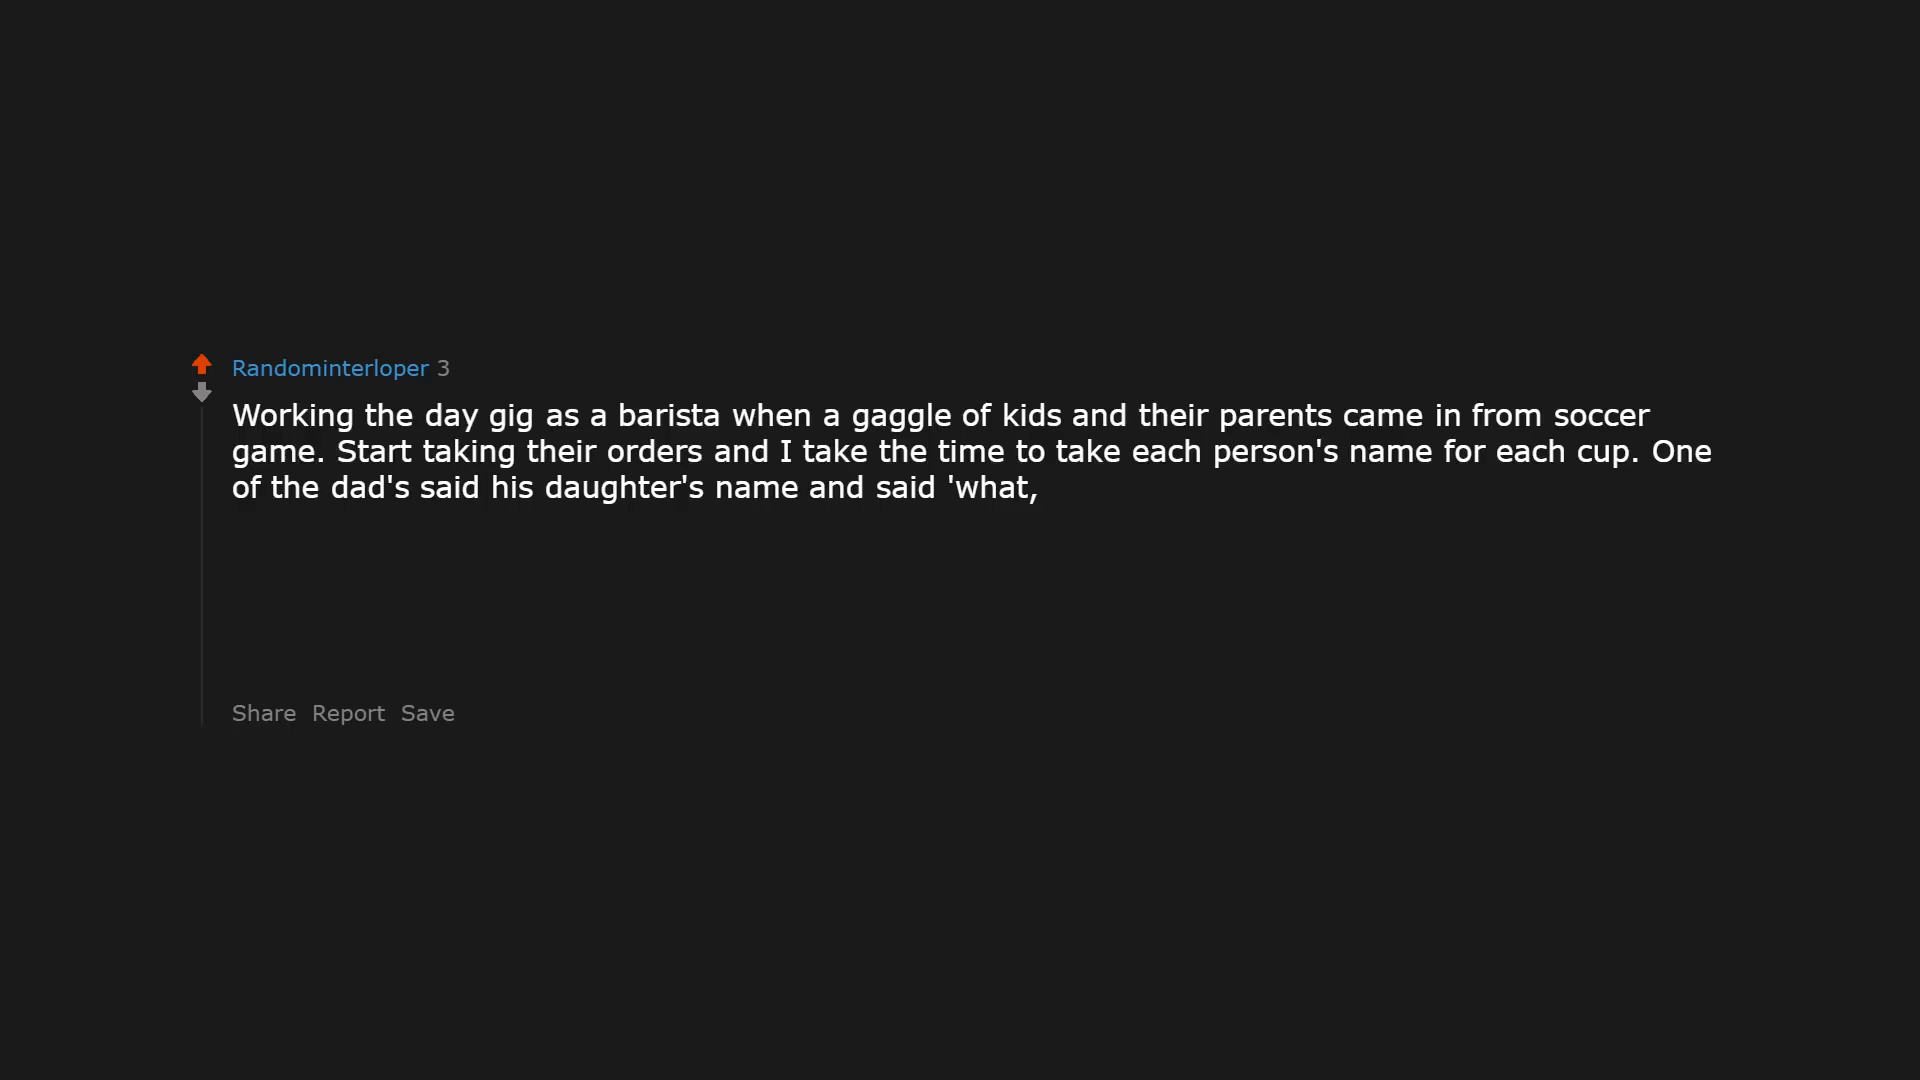 Randominterloper 3
Working the day gig as a barista when a gaggle of kids and their parents came in from soccer
game. Start taking their orders and I take the time to take each person's name for each cup. One
of the dad's said his daughter's name and said 'what,
Share Report Save